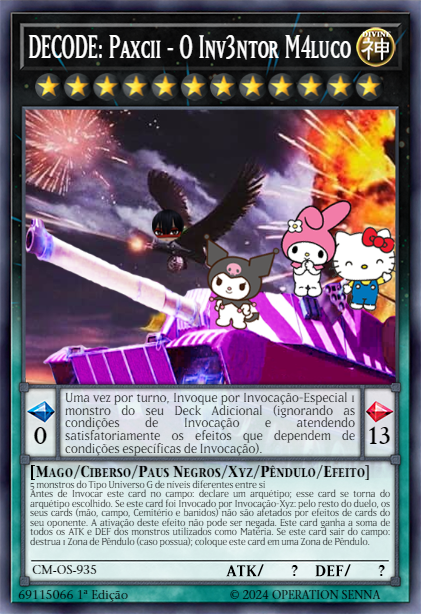 DECODE: Paxcii - O Inv3ntor M4luco
DIVINE
神
Uma vez por turno, Invoque por Invocação-Especial 1
monstro do seu Deck Adicional (ignorando as
condições de Invocação e atendendo
satisfatoriamente os efeitos que dependem de
condições específicas de Invocação).
0
13
[Mago/Ciberso/Paus Negros/Xyz/Pêndulo/Efeito]
5 monstros do Tipo Universo G de níveis diferentes entre si
Antes de Invocar este card no campo: declare um arquétipo; esse card se torna do
arquétipo escolhido. Se este card foi Invocado por Invocação-Xyz: pelo resto do duelo, os
seus cards (mão, campo, Cemitério e banidos) não são afetados por efeitos de cards do
seu oponente. A ativação deste efeito não pode ser negada. Este card ganha a soma de
todos os ATK e DEF dos monstros utilizados como Matéria. Se este card sair do campo:
destrua 1 Zona de Pêndulo (caso possua); coloque este card em uma Zona de Pêndulo.
CM-OS-935
ATK/ ? DEF/ ?
69115066 1ª Edição
©2024 OPERATION SENNA